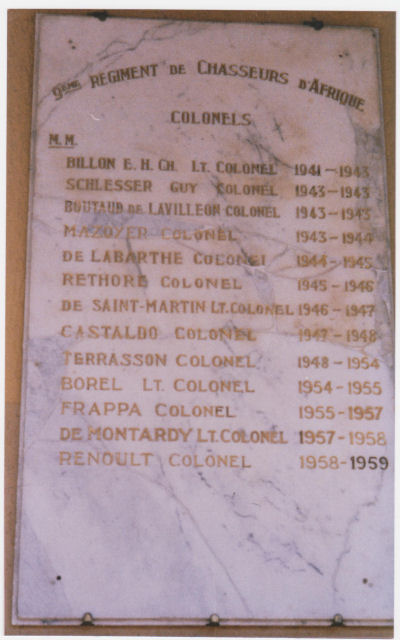 9ème RÉGIMENT DE CHASSEURS D'AFRIQUE
COLONELS
M.M.
BILLON E. H. CH. LT. COLONEL 1941-1943
SCHLESSER GUY COLONEL 1943-1943
BOUTAUD DE LAVILLEON COLONEL 1943-1943
MAZOYER COLONEL 1943-1944
DE LABARTHE COLONEL 1944-1945
RETHORE COLONEL 1945-1946
DE SAINT-MARTIN LT. COLONEL 1946-1947
CASTALDO COLONEL 1947-1948
TERRASSON COLONEL 1948-1954
BOREL LT. COLONEL 1954-1955
FRAPPA COLONEL 1955-1957
DE MONTARDY LT. COLONEL 1957-1958
RENOULT COLONEL 1958-1959